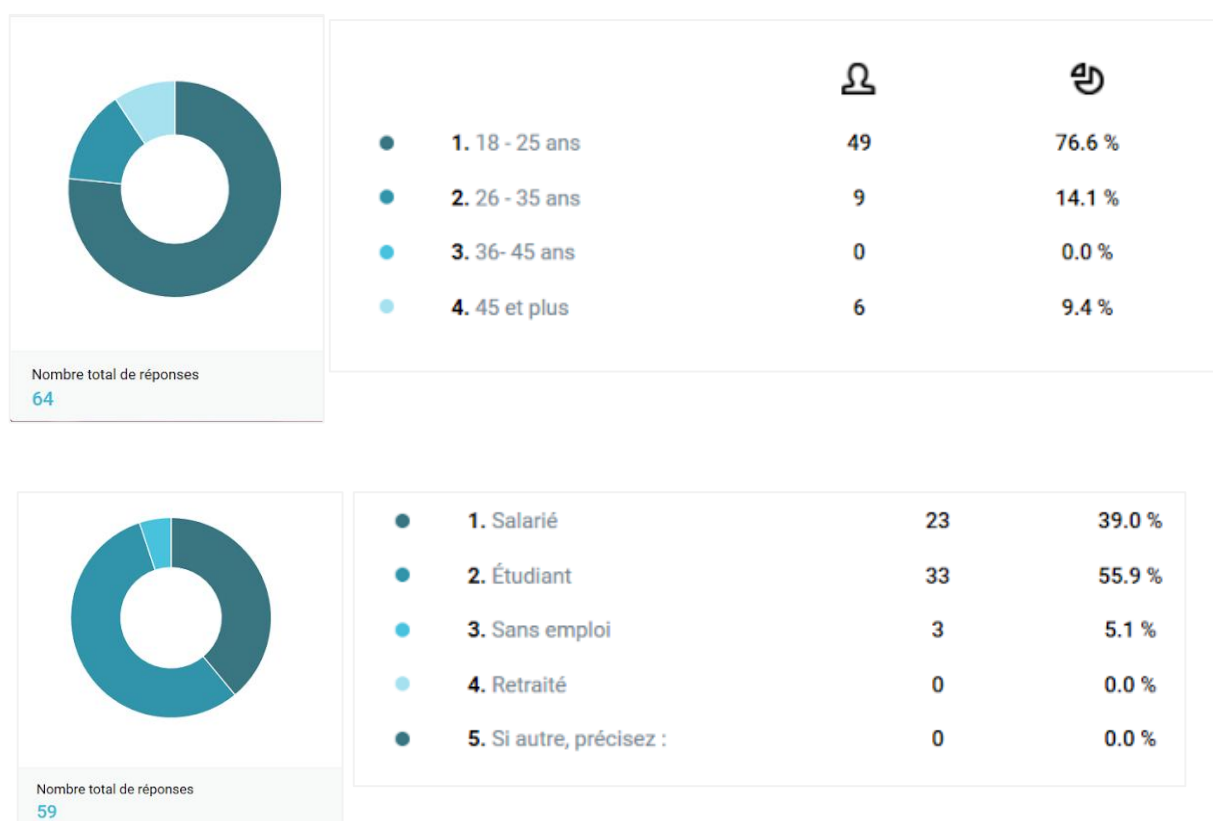 1. 18 - 25 ans 49 76.6 %
2. 26 - 35 ans 9 14.1 %
3. 36- 45 ans 0 0.0 %
4. 45 et plus 6 9.4 %
Nombre total de réponses
64
1. Salarié 23 39.0 %
2. Étudiant 33 55.9 %
3. Sans emploi 3 5.1 %
4. Retraité 0 0.0 %
5. Si autre, précisez : 0 0.0 %
Nombre total de réponses
59